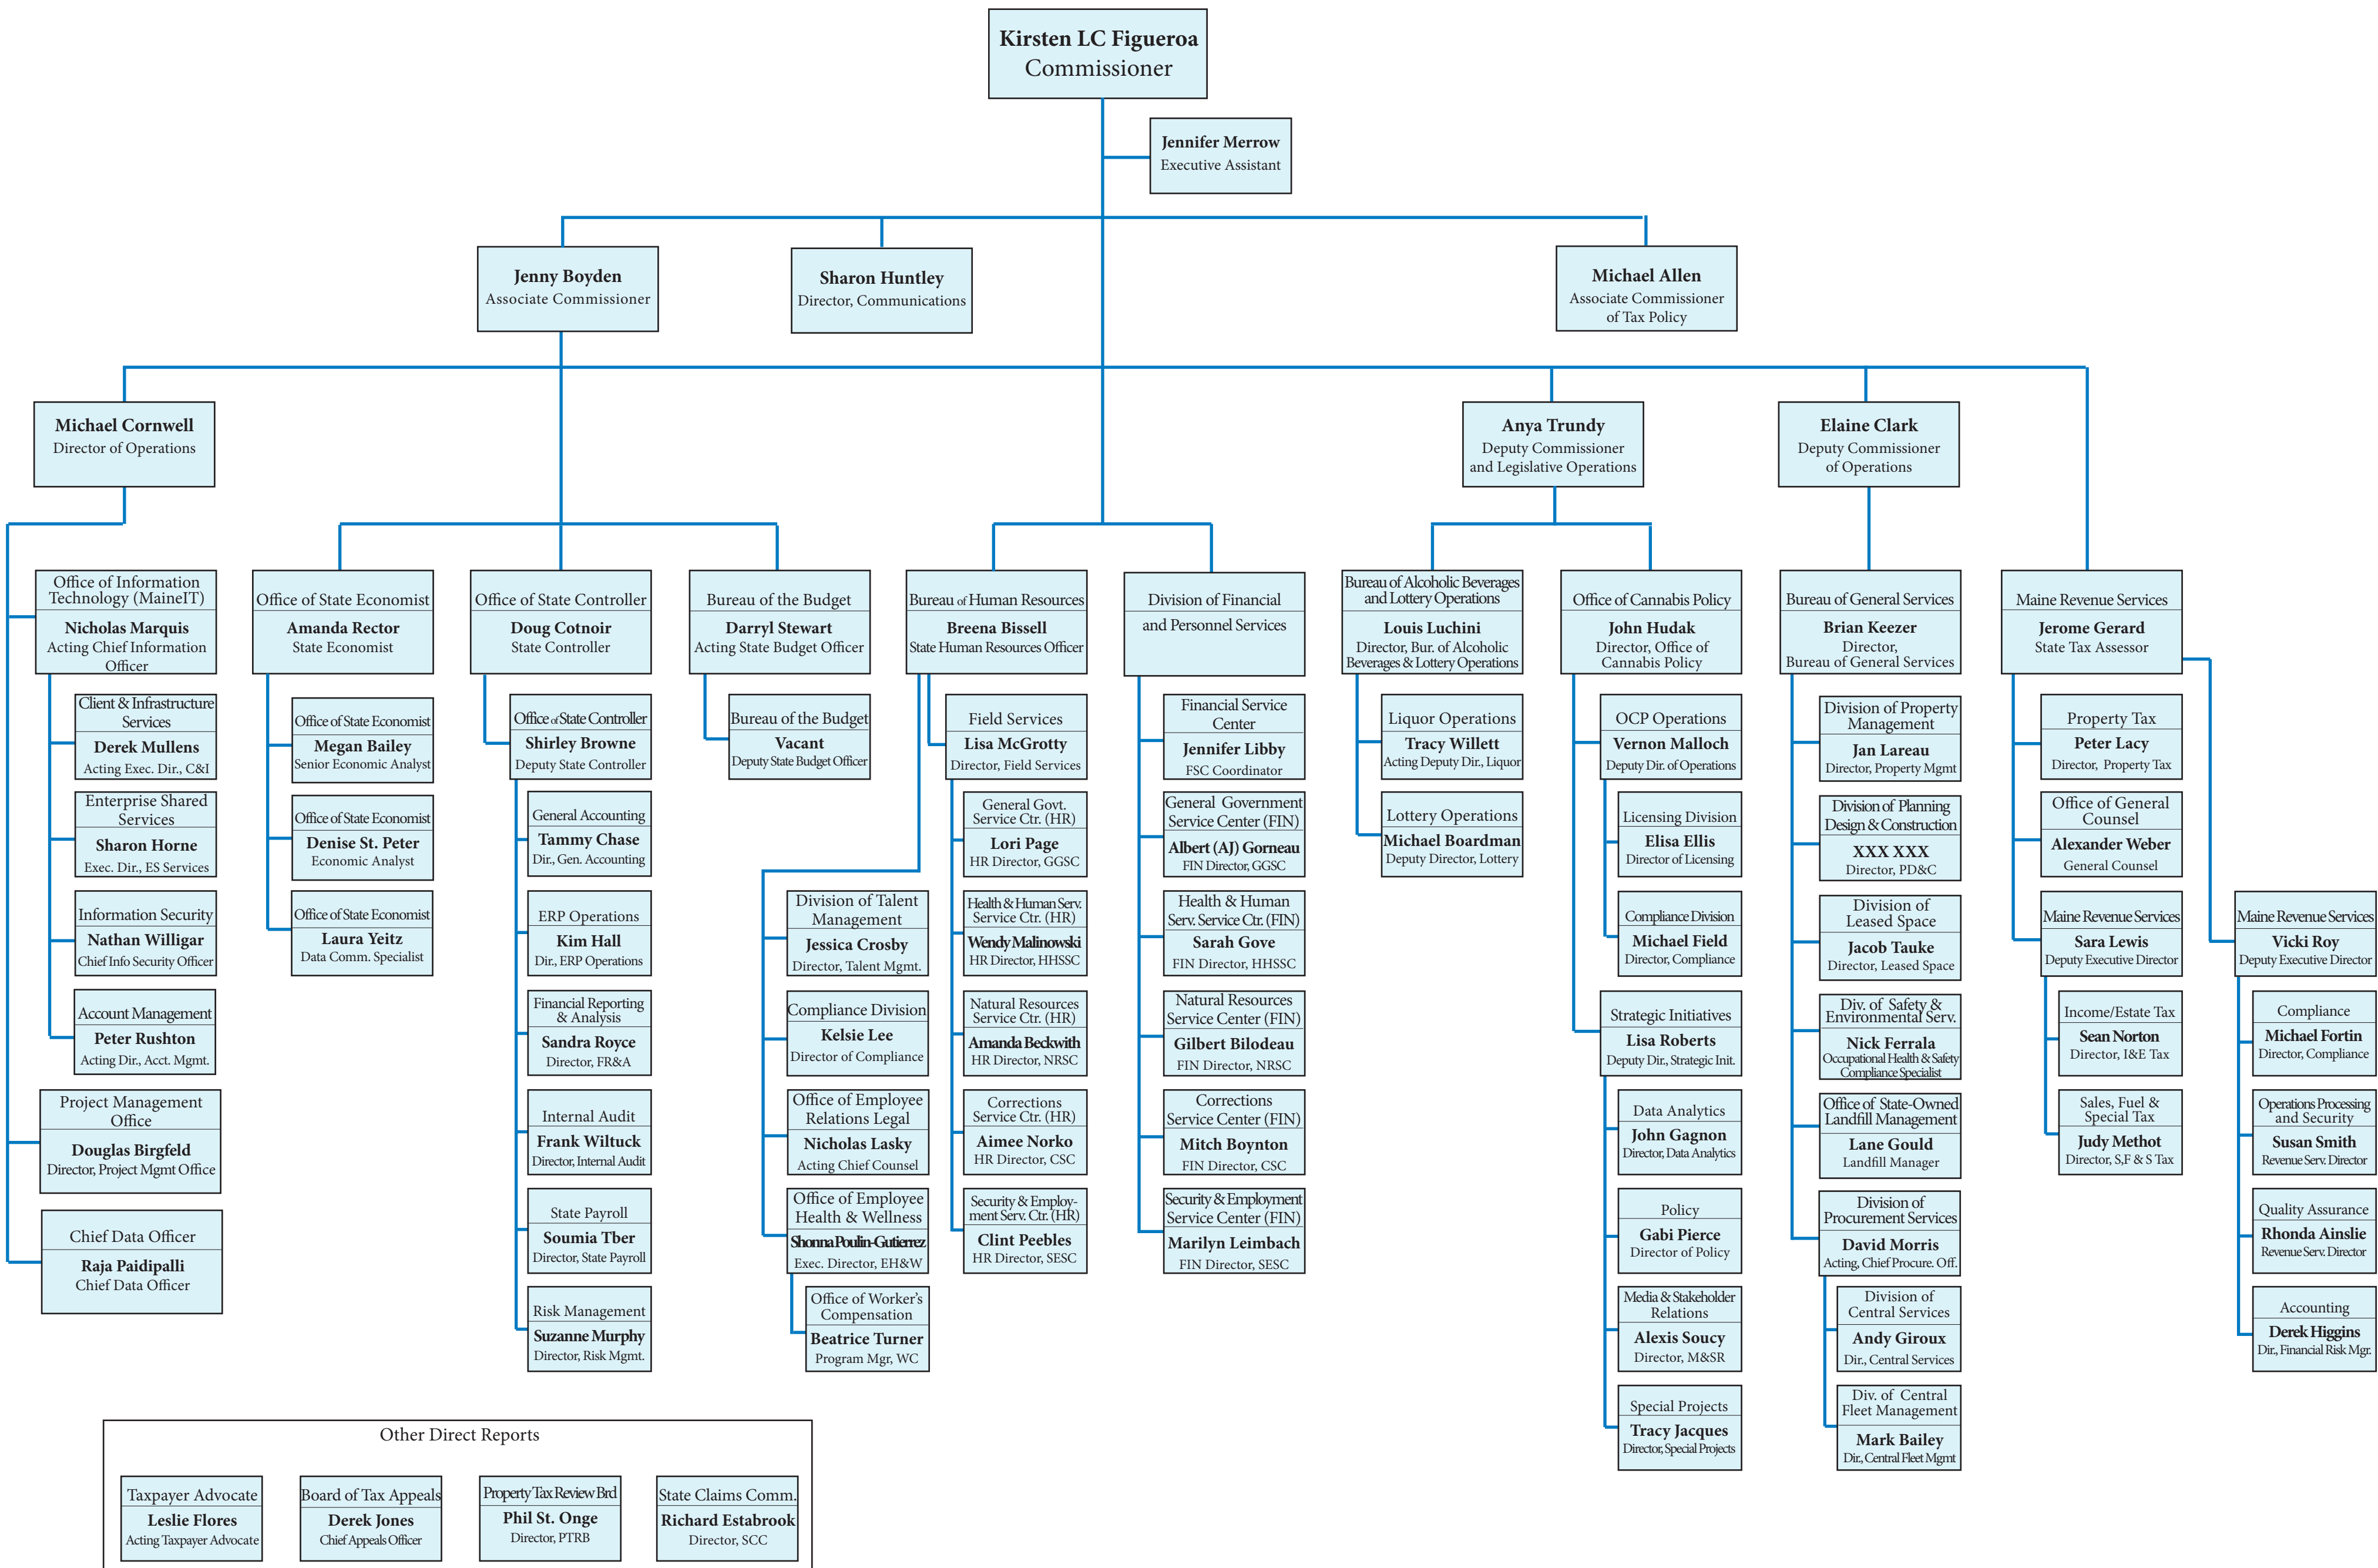 Kirsten LC Figueroa
Commissioner
Jennifer Merrow
Executive Assistant
Jenny Boyden
Associate Commissioner
Sharon Huntley
Director, Communications
Michael Allen
Associate Commissioner
of Tax Policy
Michael Cornwell
Director of Operations
Anya Trundy
Deputy Commissioner
and Legislative Operations
Elaine Clark
Deputy Commissioner
of Operations
Office of Information
Technology (MaineIT)
Nicholas Marquis
Acting Chief Information
Officer
Client & Infrastructure
Services
Derek Mullens
Acting Exec. Dir., C&I
Enterprise Shared
Services
Sharon Horne
Exec. Dir., ES Services
Information Security
Nathan Willigar
Chief Info Security Officer
Account Management
Peter Rushton
Acting Dir., Acct. Mgmt.
Project Management
Office
Douglas Birgfeld
Director, Project Mgmt Office
Chief Data Officer
Raja Paidipalli
Chief Data Officer
Office of State Economist
Amanda Rector
State Economist
Office of State Economist
Megan Bailey
Senior Economic Analyst
Office of State Economist
Denise St. Peter
Economic Analyst
Office of State Economist
Laura Yeitz
Data Comm. Specialist
Office of State Controller
Doug Cotnoir
State Controller
Office of State Controller
Shirley Browne
Deputy State Controller
General Accounting
Tammy Chase
Dir., Gen. Accounting
ERP Operations
Kim Hall
Dir., ERP Operations
Financial Reporting
& Analysis
Sandra Royce
Director, FR&A
Internal Audit
Frank Wiltuck
Director, Internal Audit
State Payroll
Soumia Tber
Director, State Payroll
Risk Management
Suzanne Murphy
Director, Risk Mgmt.
Bureau of the Budget
Darryl Stewart
Acting State Budget Officer
Bureau of the Budget
Vacant
Deputy State Budget Officer
Bureau of Human Resources
Breena Bissell
State Human Resources Officer
Division of Talent
Management
Jessica Crosby
Director, Talent Mgmt.
Compliance Division
Kelsie Lee
Director of Compliance
Office of Employee
Relations Legal
Nicholas Lasky
Acting Chief Counsel
Office of Employee
Health & Wellness
Shonna Poulin-Gutierrez
Exec. Director, EH&W
Office of Worker's
Compensation
Beatrice Turner
Program Mgr, WC
Field Services
Lisa McGrotty
Director, Field Services
General Govt.
Service Ctr. (HR)
Lori Page
HR Director, GGSC
Health & Human Serv.
Service Ctr. (HR)
Wendy Malinowski
HR Director, HHSSC
Natural Resources
Service Ctr. (HR)
Amanda Beckwith
HR Director, NRSC
Corrections
Service Ctr. (HR)
Aimee Norko
HR Director, CSC
Security & Employ-
ment Serv. Ctr. (HR)
Clint Peebles
HR Director, SESC
Division of Financial
and Personnel Services
Financial Service
Center
Jennifer Libby
FSC Coordinator
General Government
Service Center (FIN)
Albert (AJ) Gorneau
FIN Director, GGSC
Health & Human
Serv. Service Ctr. (FIN)
Sarah Gove
FIN Director, HHSSC
Natural Resources
Service Center (FIN)
Gilbert Bilodeau
FIN Director, NRSC
Corrections
Service Center (FIN)
Mitch Boynton
FIN Director, CSC
Security & Employment
Service Center (FIN)
Marilyn Leimbach
FIN Director, SESC
Bureau of Alcoholic Beverages
and Lottery Operations
Louis Luchini
Director, Bur. of Alcoholic
Beverages & Lottery Operations
Liquor Operations
Tracy Willett
Acting Deputy Dir., Liquor
Lottery Operations
Michael Boardman
Deputy Director, Lottery
Office of Cannabis Policy
John Hudak
Director, Office of
Cannabis Policy
OCP Operations
Vernon Malloch
Deputy Dir. of Operations
Licensing Division
Elisa Ellis
Director of Licensing
Compliance Division
Michael Field
Director, Compliance
Strategic Initiatives
Lisa Roberts
Deputy Dir., Strategic Init.
Data Analytics
John Gagnon
Director, Data Analytics
Policy
Gabi Pierce
Director of Policy
Media & Stakeholder
Relations
Alexis Soucy
Director, M&SR
Special Projects
Tracy Jacques
Director, Special Projects
Bureau of General Services
Brian Keezer
Director,
Bureau of General Services
Division of Property
Management
Jan Lareau
Director, Property Mgmt
Division of Planning
Design & Construction
XXX XXX
Director, PD&C
Division of
Leased Space
Jacob Tauke
Director, Leased Space
Div. of Safety &
Environmental Serv.
Nick Ferrala
Occupational Health & Safety
Compliance Specialist
Office of State-Owned
Landfill Management
Lane Gould
Landfill Manager
Division of
Procurement Services
David Morris
Acting, Chief Procure. Off.
Division of
Central Services
Andy Giroux
Dir., Central Services
Div. of Central
Fleet Management
Mark Bailey
Dir., Central Fleet Mgmt
Maine Revenue Services
Jerome Gerard
State Tax Assessor
Property Tax
Peter Lacy
Director, Property Tax
Office of General
Counsel
Alexander Weber
General Counsel
Maine Revenue Services
Sara Lewis
Deputy Executive Director
Income/Estate Tax
Sean Norton
Director, I&E Tax
Sales, Fuel &
Special Tax
Judy Methot
Director, S,F & S Tax
Maine Revenue Services
Vicki Roy
Deputy Executive Director
Compliance
Michael Fortin
Director, Compliance
Operations Processing
and Security
Susan Smith
Revenue Serv. Director
Quality Assurance
Rhonda Ainslie
Revenue Serv. Director
Accounting
Derek Higgins
Dir., Financial Risk Mgr.
Other Direct Reports
Taxpayer Advocate
Leslie Flores
Acting Taxpayer Advocate
Board of Tax Appeals
Derek Jones
Chief Appeals Officer
Property Tax Review Brd
Phil St. Onge
Director, PTRB
State Claims Comm.
Richard Estabrook
Director, SCC